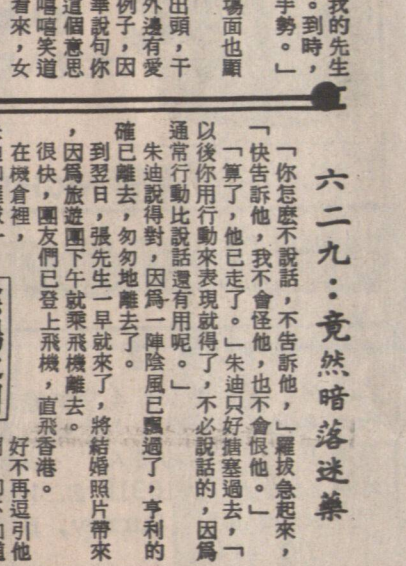 我的先生
。到時，
手勢。」
場面也顯
出頭，干
外邊有愛
例子，因
華說句你
這個意思
嘻嘻笑道
看來，女
六二九：竟然暗落迷藥
「你怎麽不說話，不告訴他，」羅拔急起來，
「快告訴他，我不會怪他，也不會恨他。」
「算了，他已走了。」朱迪只好搪塞過去，「
以後你用行動來表現就得了，不必說話的，因爲
通常行動比說話還有用呢。」
朱迪說得對，因爲一陣陰風已飄過了，亨利的
確已離去，匆匆地離去了。
到翌日，張先生一早就來了，將結婚照片帶來
，因爲旅遊團下午就乘飛機離去。
很快，團友們已登上飛機，直飛香港。
在機倉裡，
好不再逗引他